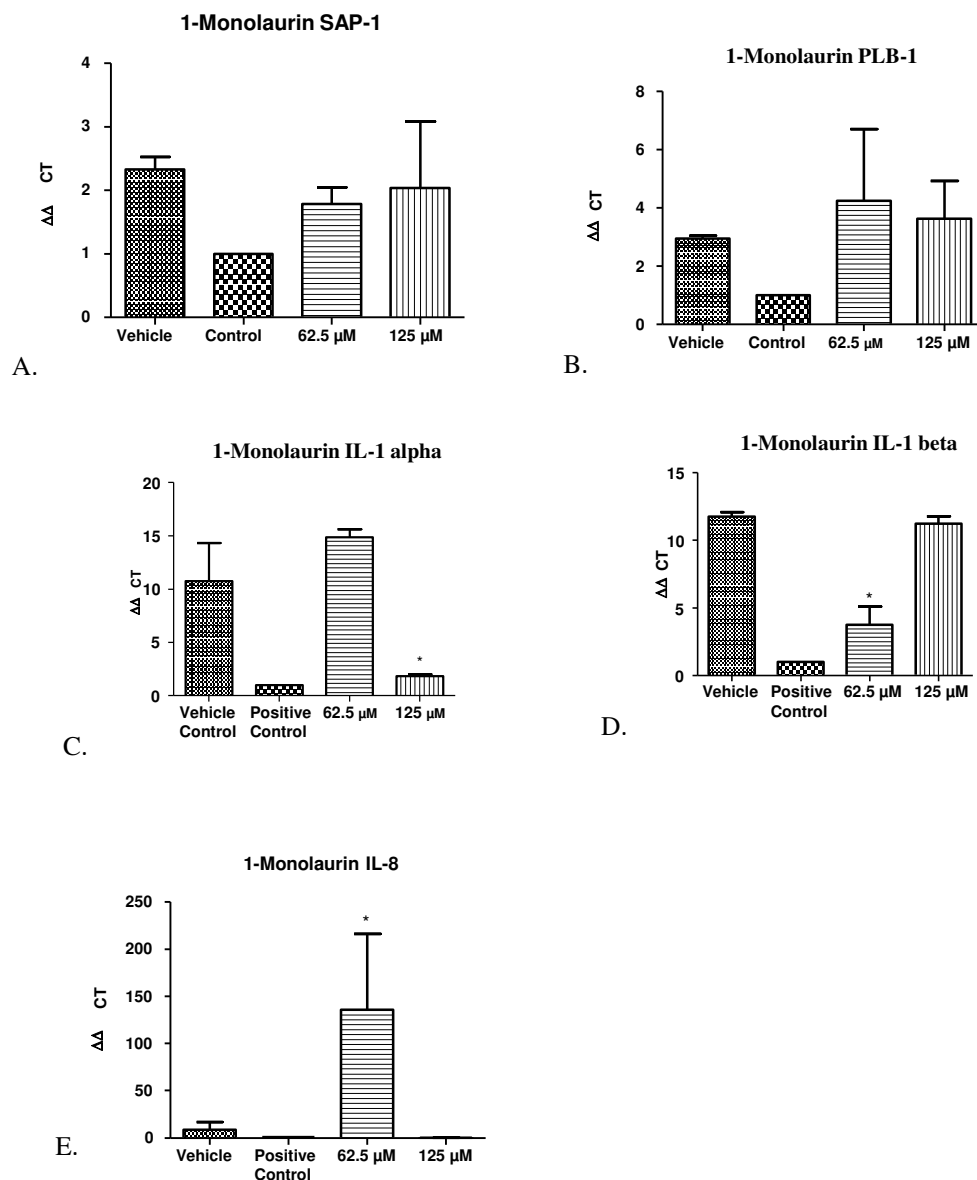 1-Monolaurin SAP-1
4
3
2
1
0
ΔΔ CT
Vehicle Control 62.5 µM 125 µM
A.
1-Monolaurin PLB-1
8
6
4
2
0
ΔΔ CT
Vehicle Control 62.5 µM 125 µM
B.
1-Monolaurin IL-1 alpha
20
15
10
5
0
ΔΔ CT
*
Vehicle Positive 62.5 µM 125 µM
Control Control
C.
1-Monolaurin IL-1 beta
15
10
5
0
ΔΔ CT
*
Vehicle Positive 62.5 µM 125 µM
Control
D.
1-Monolaurin IL-8
250
200
150
100
50
0
ΔΔ CT
*
Vehicle Positive 62.5 µM 125 µM
Control
E.